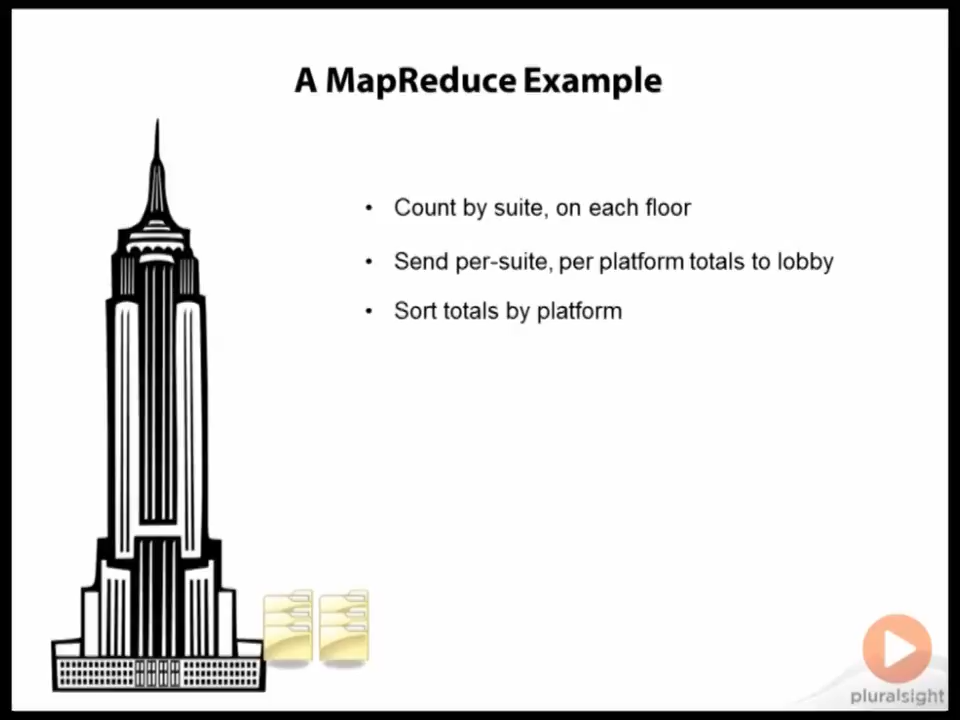 A MapReduce Example
• Count by suite, on each floor
• Send per-suite, per platform totals to lobby
• Sort totals by platform
pluralsight